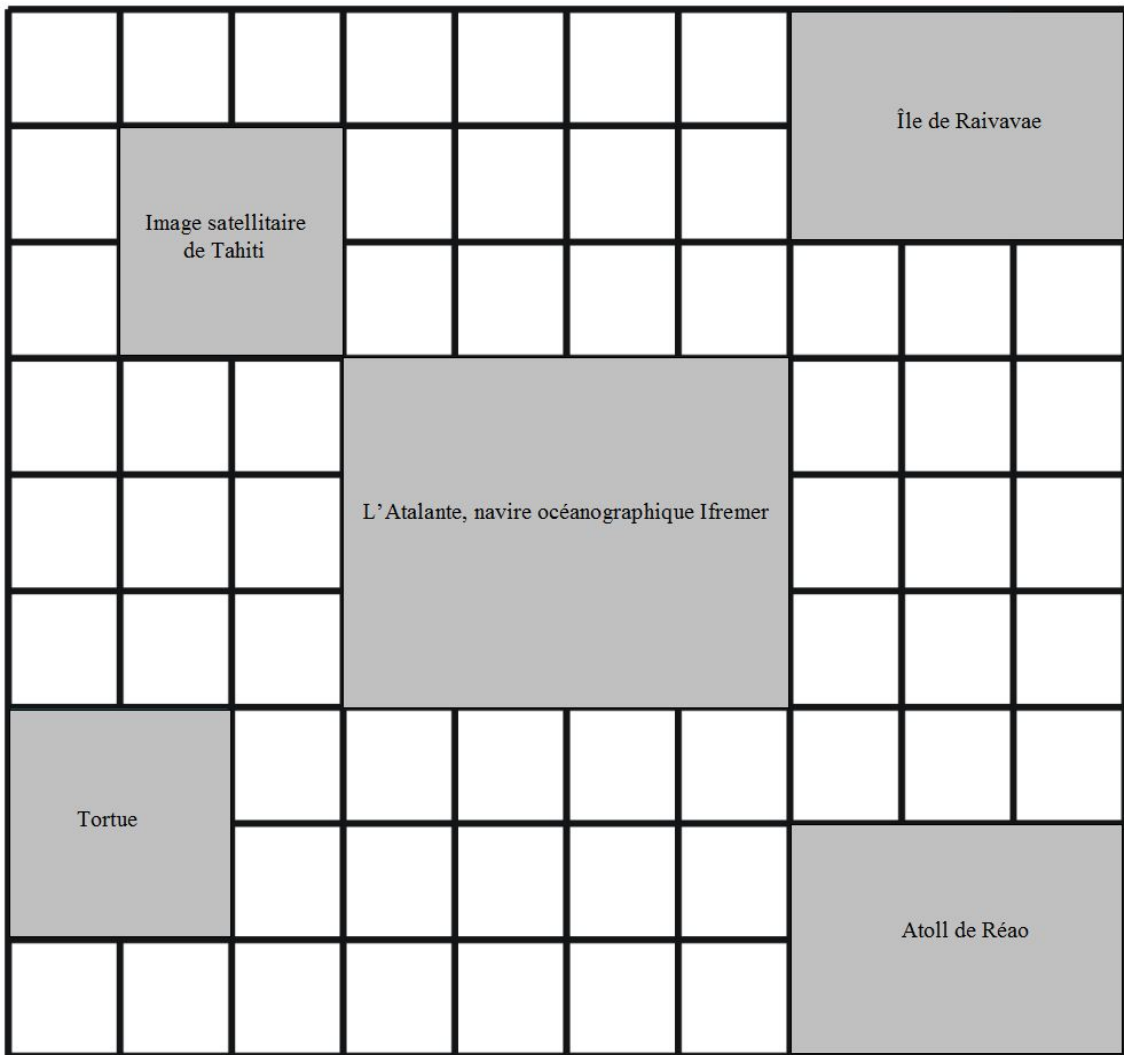 Île de Raivavae
Image satellitaire
de Tahiti
L’Atalante, navire océanographique Ifremer
Tortue
Atoll de Réao